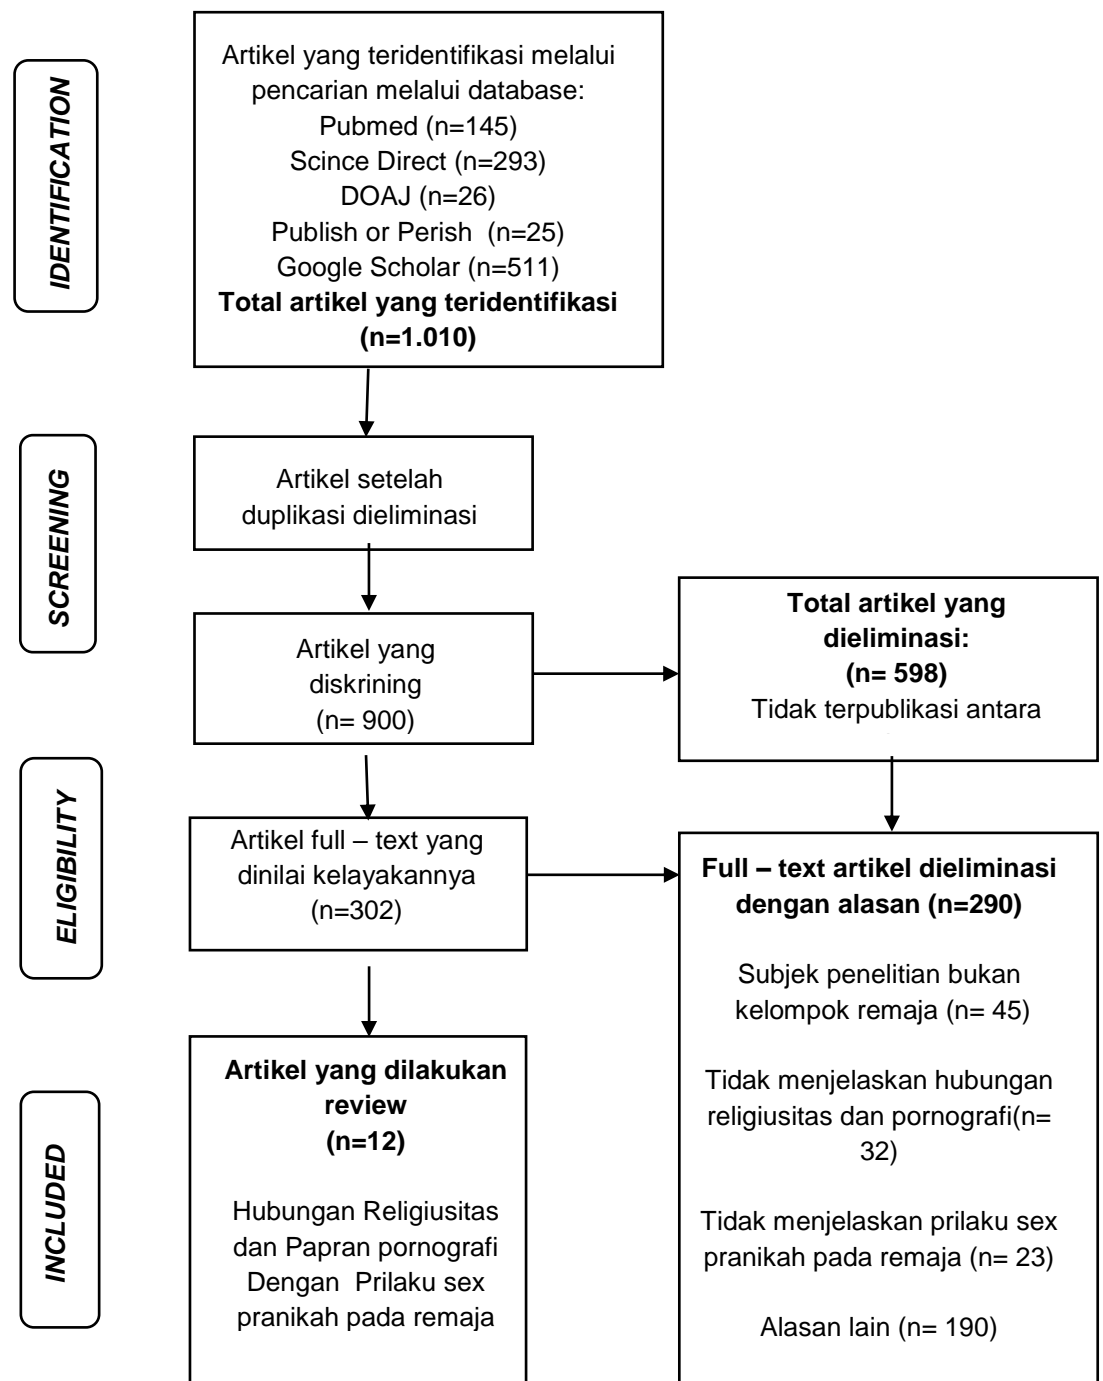 IDENTIFICATION
Artikel yang teridentifikasi melalui
pencarian melalui database:
Pubmed (n=145)
Scince Direct (n=293)
DOAJ (n=26)
Publish or Perish (n=25)
Google Scholar (n=511)
Total artikel yang teridentifikasi
(n=1.010)
SCREENING
Artikel setelah
duplikasi dieliminasi
Artikel yang
diskrining
(n= 900)
Total artikel yang
dieliminasi:
(n= 598)
Tidak terpublikasi antara
ELIGIBILITY
Artikel full – text yang
dinilai kelayakannya
(n=302)
Full – text artikel dieliminasi
dengan alasan (n=290)
Subjek penelitian bukan
kelompok remaja (n= 45)
Tidak menjelaskan hubungan
religiusitas dan pornografi(n=
32)
Tidak menjelaskan prilaku sex
pranikah pada remaja (n= 23)
Alasan lain (n= 190)
INCLUDED
Artikel yang dilakukan
review
(n=12)
Hubungan Religiusitas
dan Papran pornografi
Dengan Prilaku sex
pranikah pada remaja